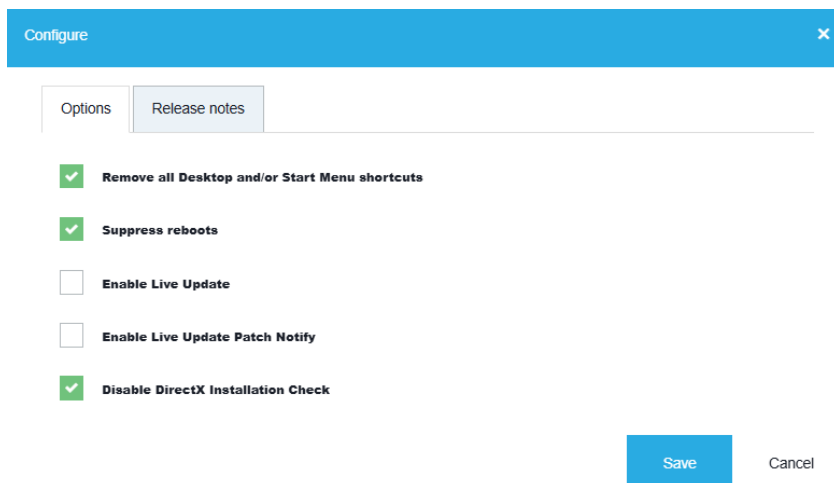 Configure
Options
Release notes
Remove all Desktop and/or Start Menu shortcuts
Suppress reboots
Enable Live Update
Enable Live Update Patch Notify
Disable DirectX Installation Check
Save
Cancel